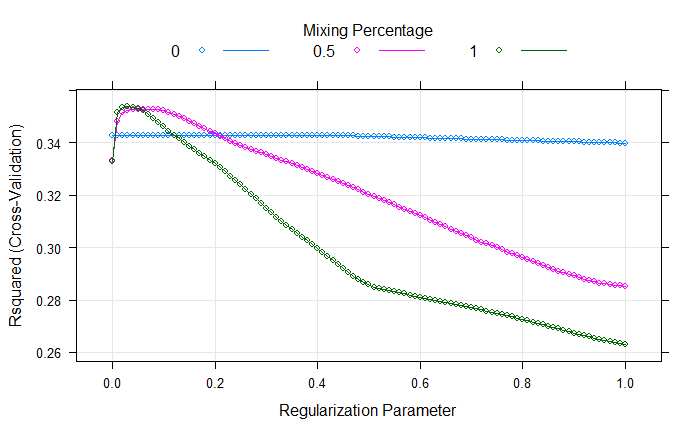 Mixing Percentage
0 0.5 1
Rsquared (Cross-Validation)
0.34
0.32
0.30
0.28
0.26
0.0 0.2 0.4 0.6 0.8 1.0
Regularization Parameter